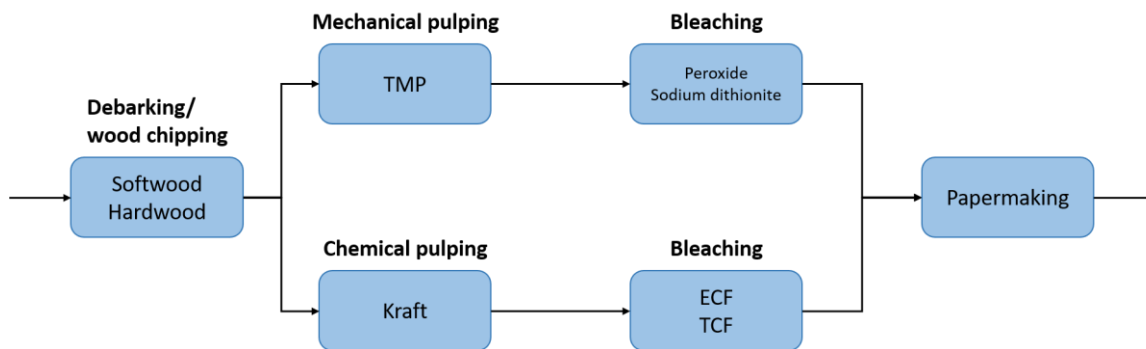 Mechanical pulping
TMP
Bleaching
Peroxide
Sodium dithionite
Debarking/
wood chipping
Softwood
Hardwood
Papermaking
Chemical pulping
Kraft
Bleaching
ECF
TCF